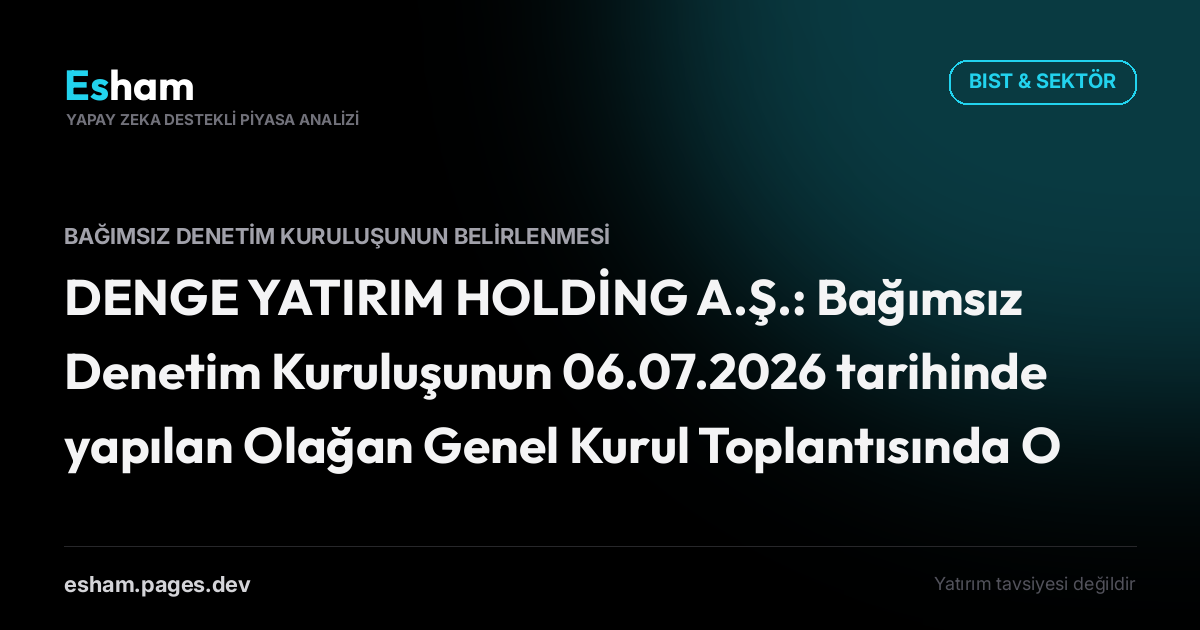 Esham
YAPAY ZEKA DESTEKLİ PİYASA ANALİZİ
BIST & SEKTÖR
BAĞIMSIZ DENETİM KURULUŞUNUN BELİRLENMESİ
DENGE YATIRIM HOLDİNG A.Ş.: Bağımsız
Denetim Kuruluşunun 06.07.2026 tarihinde
yapılan Olağan Genel Kurul Toplantısında O
esham.pages.dev
Yatırım tavsiyesi değildir